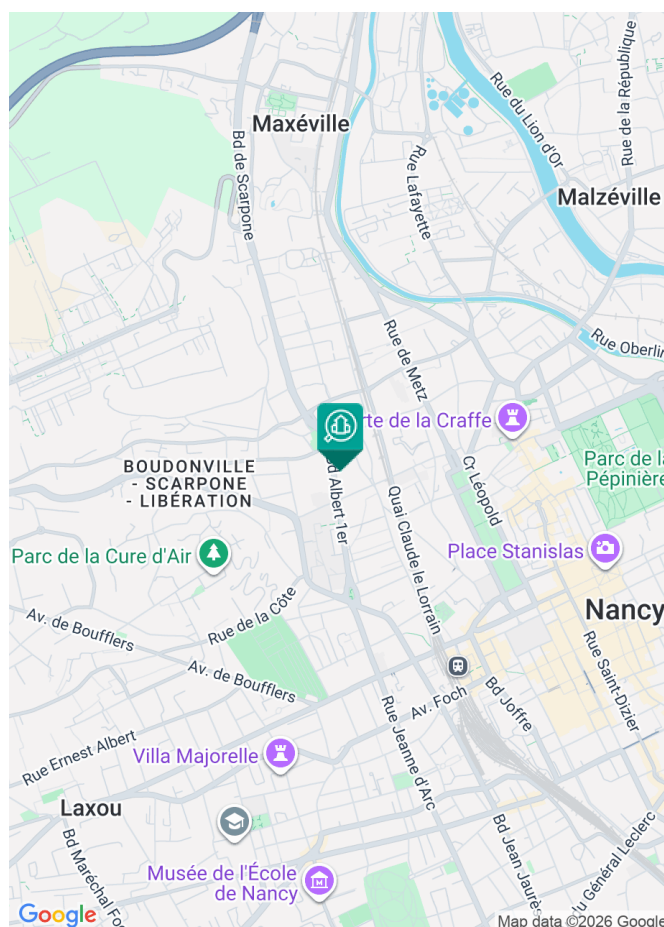 Maxéville
Rue du Lion d'Or
Rue de la République
Bd de Scarpone
Rue Lafayette
Malzéville
Rue de Metz
Rue Oberlin
rte de la Craffe
BOUDONVILLE
- SCARPONE
- LIBÉRATION
Bd Albert 1er
Cr Léopold
Parc de la
Pépinière
Quai Claude le Lorrain
Parc de la Cure d'Air
Place Stanislas
Rue de la Côte
Nancy
Av. de Boufflers
Av. de Boufflers
Rue Saint-Dizier
Av. Foch
Bd Joffre
Rue Jeanne d'Arc
Rue Ernest Albert
Villa Majorelle
Laxou
Bd Maréchal Fo
Bd Jean Jaurès
du Général Leclerc
Musée de l'École
de Nancy
Google
Map data ©2026 Google